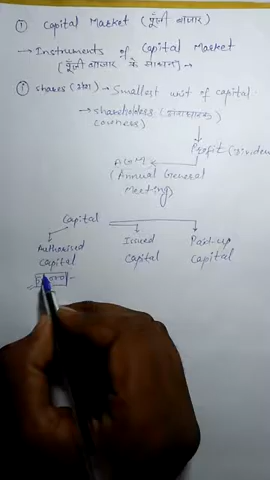 ① Capital Market (पूँजी बाजार)
→ Instruments of Capital Market
(पूँजी बाजार के साधन) →
① shares (अंश) → Smallest unit of capital.
→ shareholders (अंशधारक)
(owners)
Profit (Dividen
AGM
(Annual General
Meeting)
Capital
Authorised Issued Paid-up
Capital Capital Capital